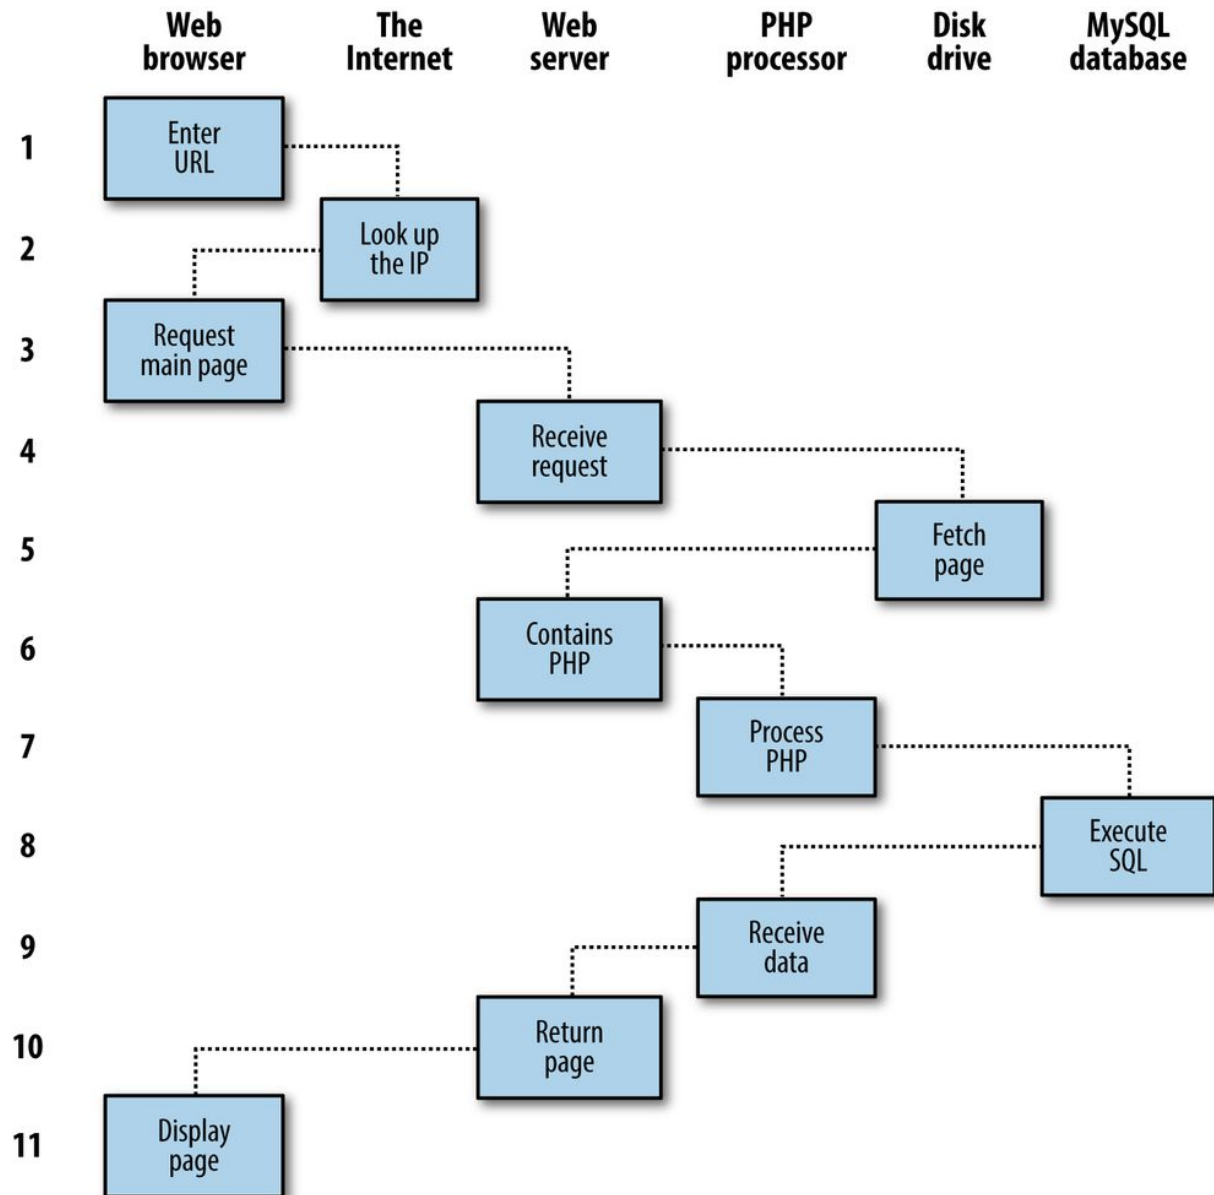 Web
browser
The
Internet
Web
server
PHP
processor
Disk
drive
MySQL
database
1
Enter
URL
2
Look up
the IP
3
Request
main page
4
Receive
request
5
Fetch
page
6
Contains
PHP
7
Process
PHP
8
Execute
SQL
9
Receive
data
10
Return
page
11
Display
page